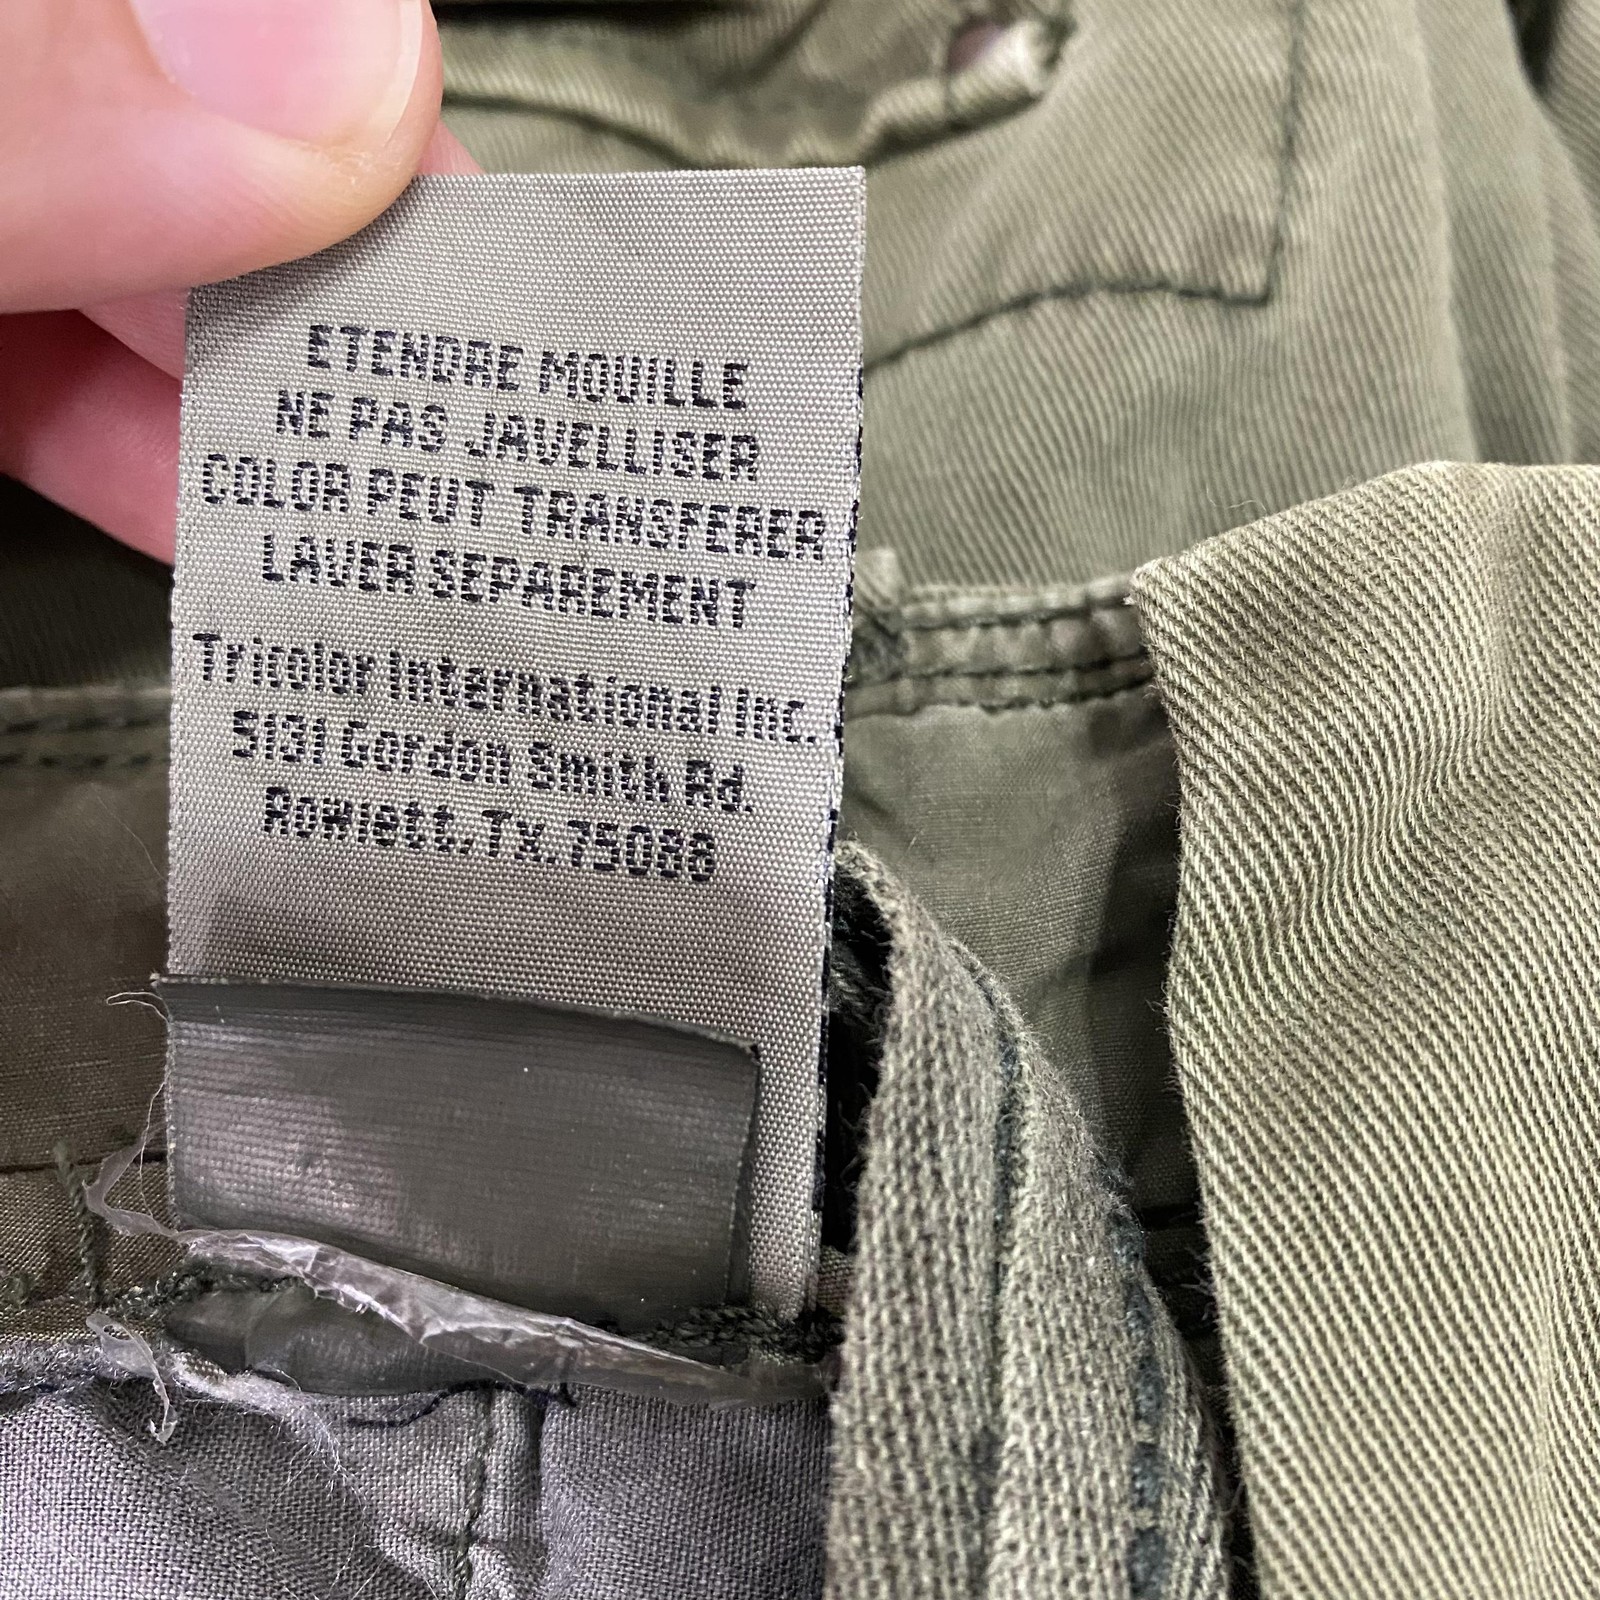 ETENDRE MOUILLE
NE PAS JAVELLISER
COLOR PEUT TRANSFERER
LAVER SEPAREMENT
Tricolor International Inc.
5131 Gordon Smith Rd.
Rowlett, Tx. 75088